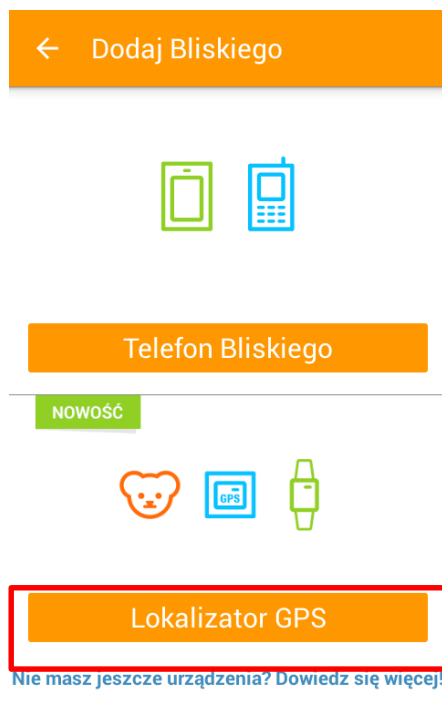 Dodaj Bliskiego
Telefon Bliskiego
NOWOŚĆ
GPS
Lokalizator GPS
Nie masz jeszcze urządzenia? Dowiedz się więcej!